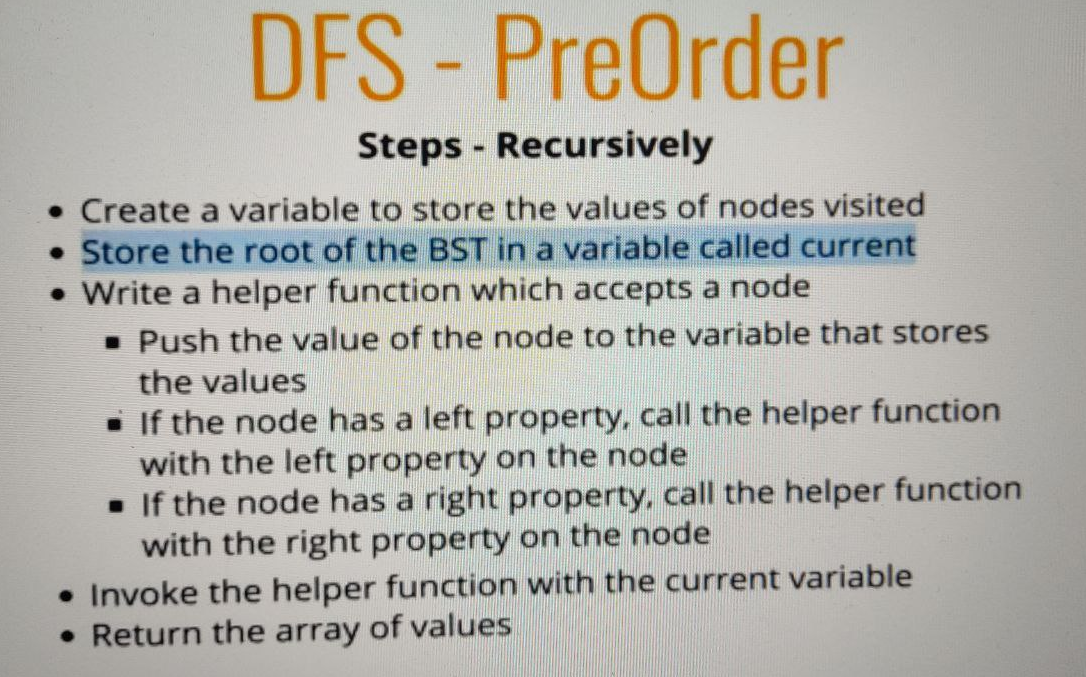 DFS - PreOrder
Steps - Recursively
• Create a variable to store the values of nodes visited
• Store the root of the BST in a variable called current
• Write a helper function which accepts a node
▪ Push the value of the node to the variable that stores
the values
▪ If the node has a left property, call the helper function
with the left property on the node
▪ If the node has a right property, call the helper function
with the right property on the node
• Invoke the helper function with the current variable
• Return the array of values